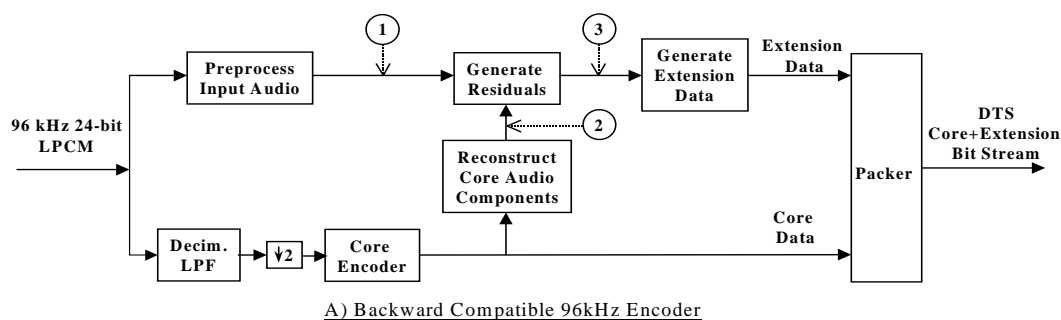 1
3
Preprocess
Input Audio
Generate
Residuals
Generate
Extension
Data
Extension
Data
96 kHz 24-bit
LPCM
2
Reconstruct
Core Audio
Components
Packer
DTS
Core+Extension
Bit Stream
Decim.
LPF
↓2
Core
Encoder
Core
Data
A) Backward Compatible 96kHz Encoder